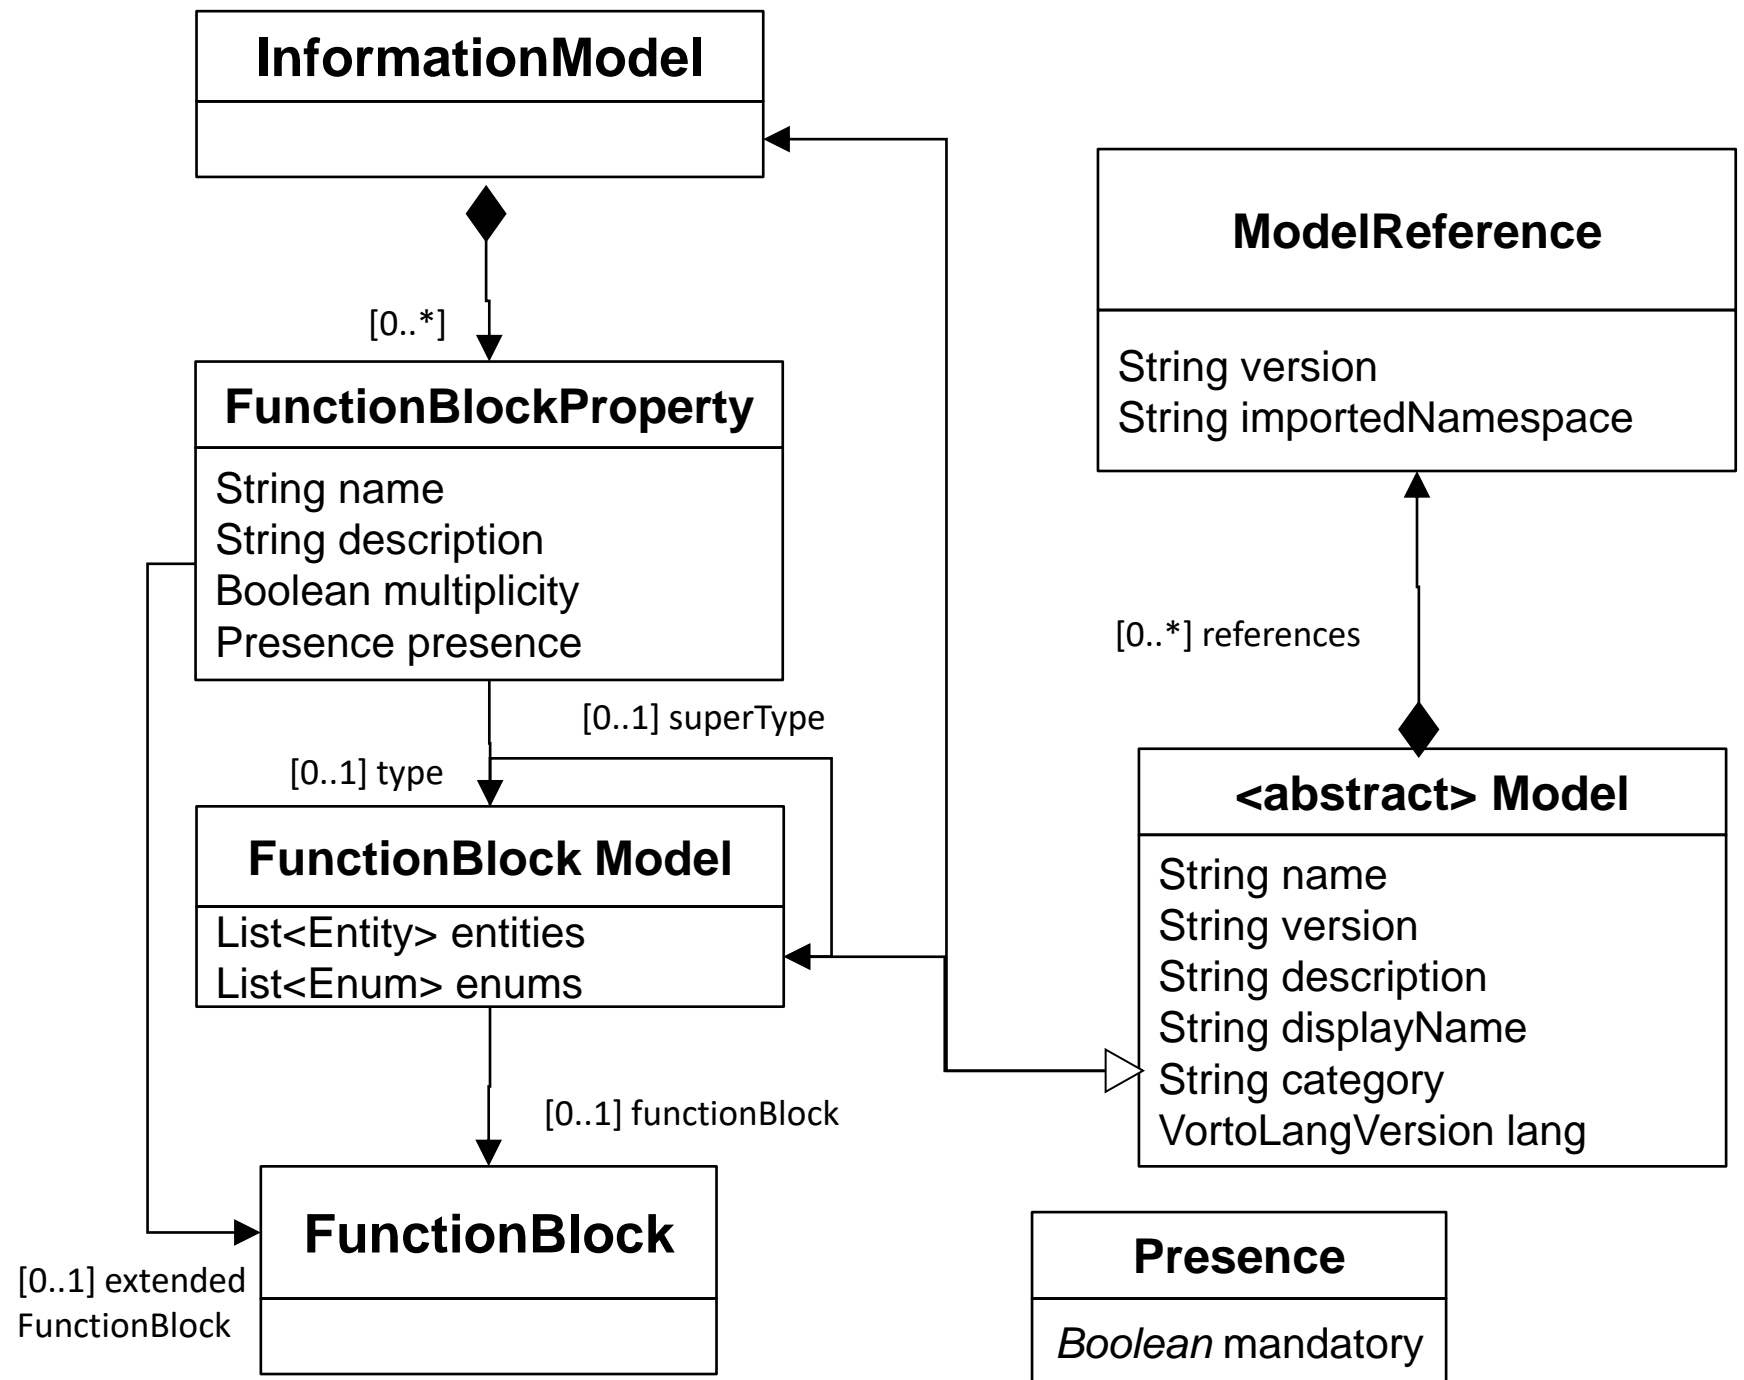 InformationModel
[0..*]
FunctionBlockProperty
String name
String description
Boolean multiplicity
Presence presence
[0..1] superType
[0..1] type
FunctionBlock Model
List<Entity> entities
List<Enum> enums
[0..1] functionBlock
FunctionBlock
[0..1] extended
FunctionBlock
ModelReference
String version
String importedNamespace
[0..*] references
<abstract> Model
String name
String version
String description
String displayName
String category
VortoLangVersion lang
Presence
Boolean mandatory